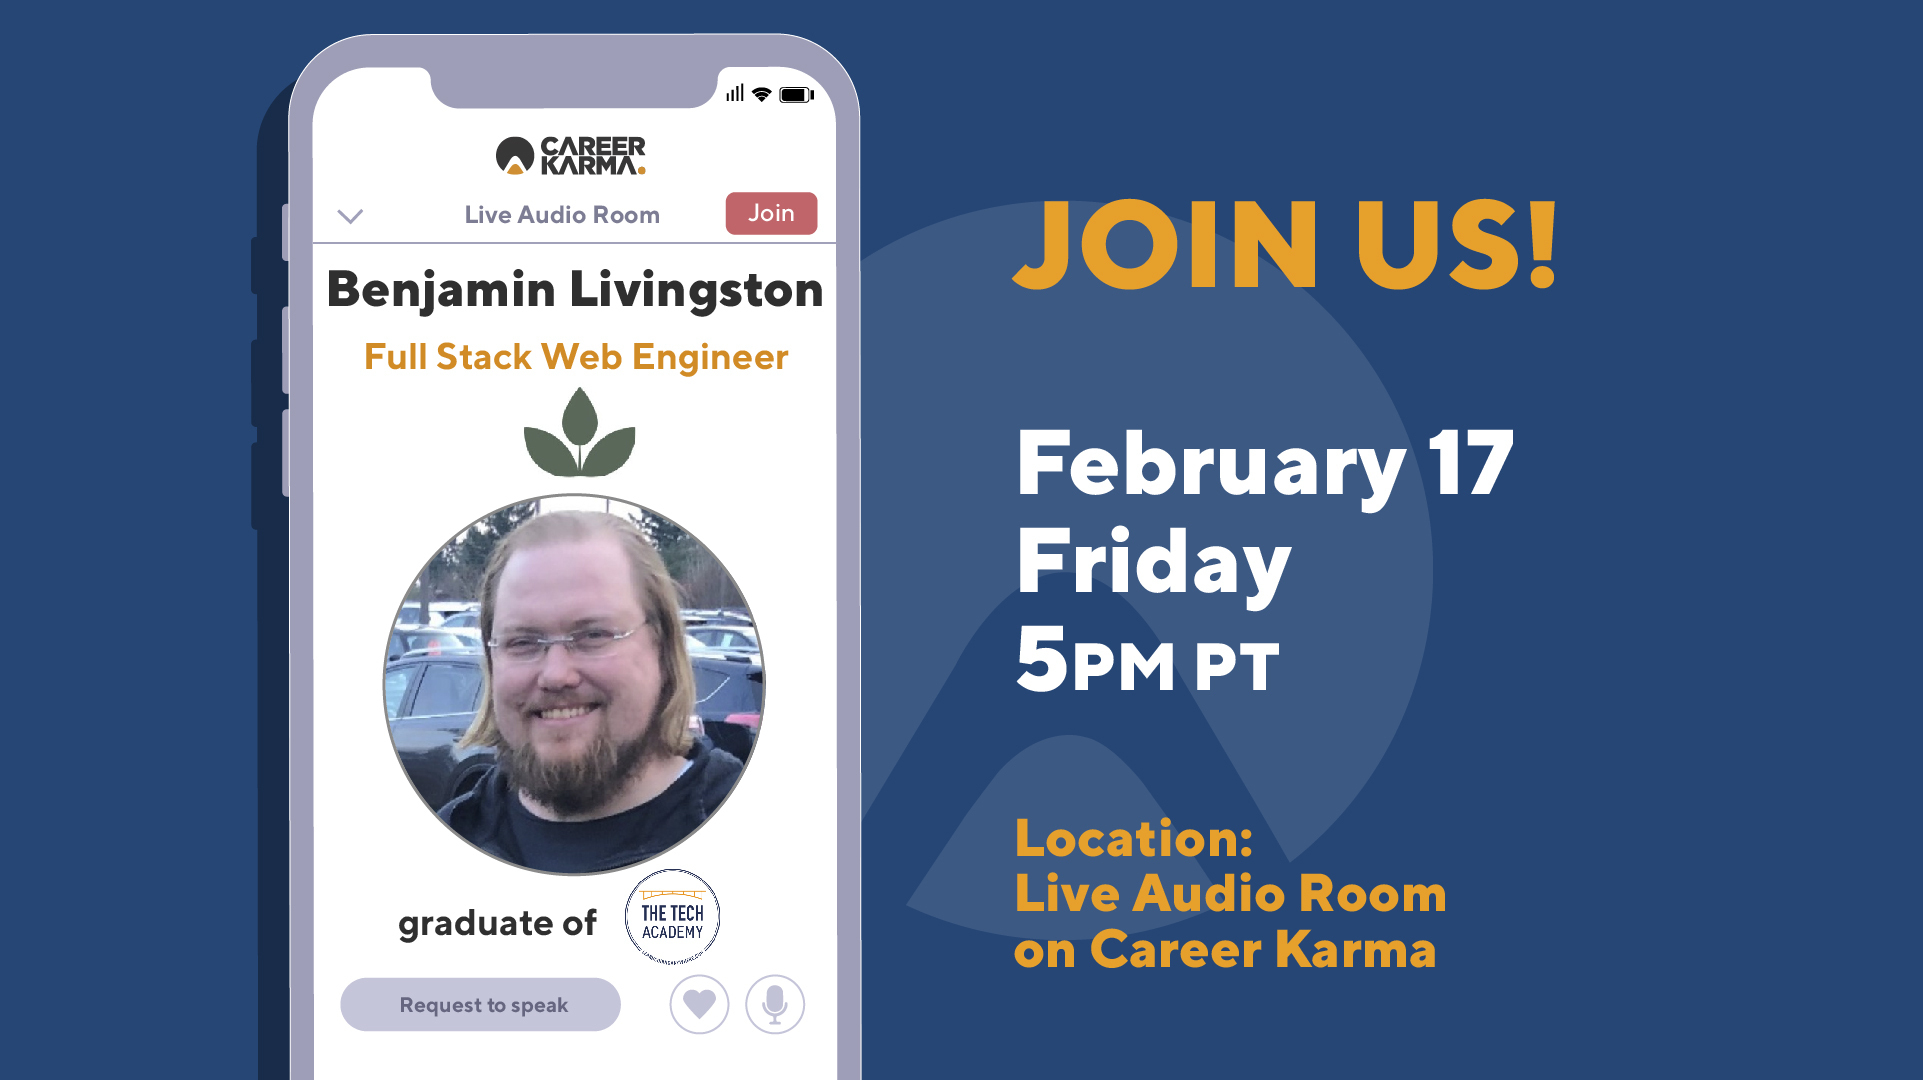 CAREER
KARMA.
Live Audio Room
Join
Benjamin Livingston
Full Stack Web Engineer
graduate of
THE TECH
ACADEMY
Request to speak
JOIN US!
February 17
Friday
5PM PT
Location:
Live Audio Room
on Career Karma